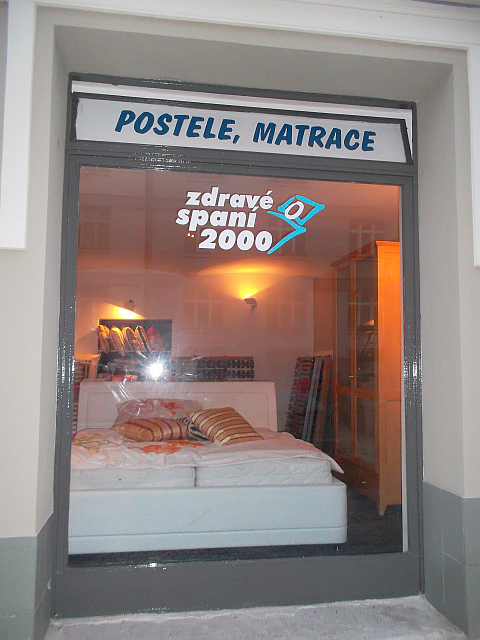 POSTELE, MATRACE
zdravé
spaní
2000